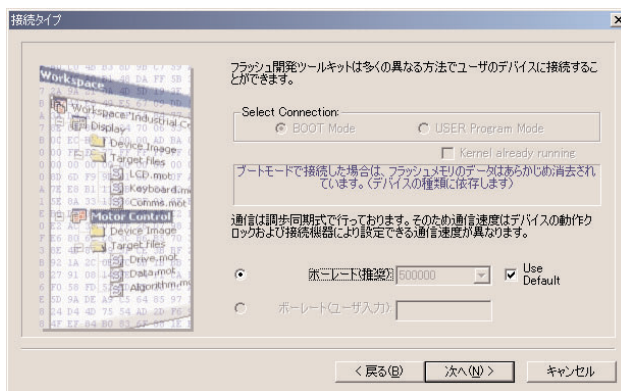 接続タイプ
フラッシュ開発ツールキットは多くの異なる方法でユーザのデバイスに接続するこ
とができます。
Select Connection:
BOOT Mode
USER Program Mode
Kernel already running
ブートモードで接続した場合は、フラッシュメモリのデータはあらかじめ消去され
ています。(デバイスの種類に依存します)
通信は調歩同期式で行っております。そのため通信速度はデバイスの動作ク
ロックおよび接続機器により設定できる通信速度が異なります。
ボーレート(推奨): 500000
Use
Default
ボーレート(ユーザ入力)
< 戻る(B)
次へ(N) >
キャンセル
Workspace
Workspace "Industrial
Display
Device Image
Target files
LCD.mot
Keyboard.mot
Comms.mot
Motor Control
Device Image
Target files
Drive.mot
Data.mot
Algorithm.